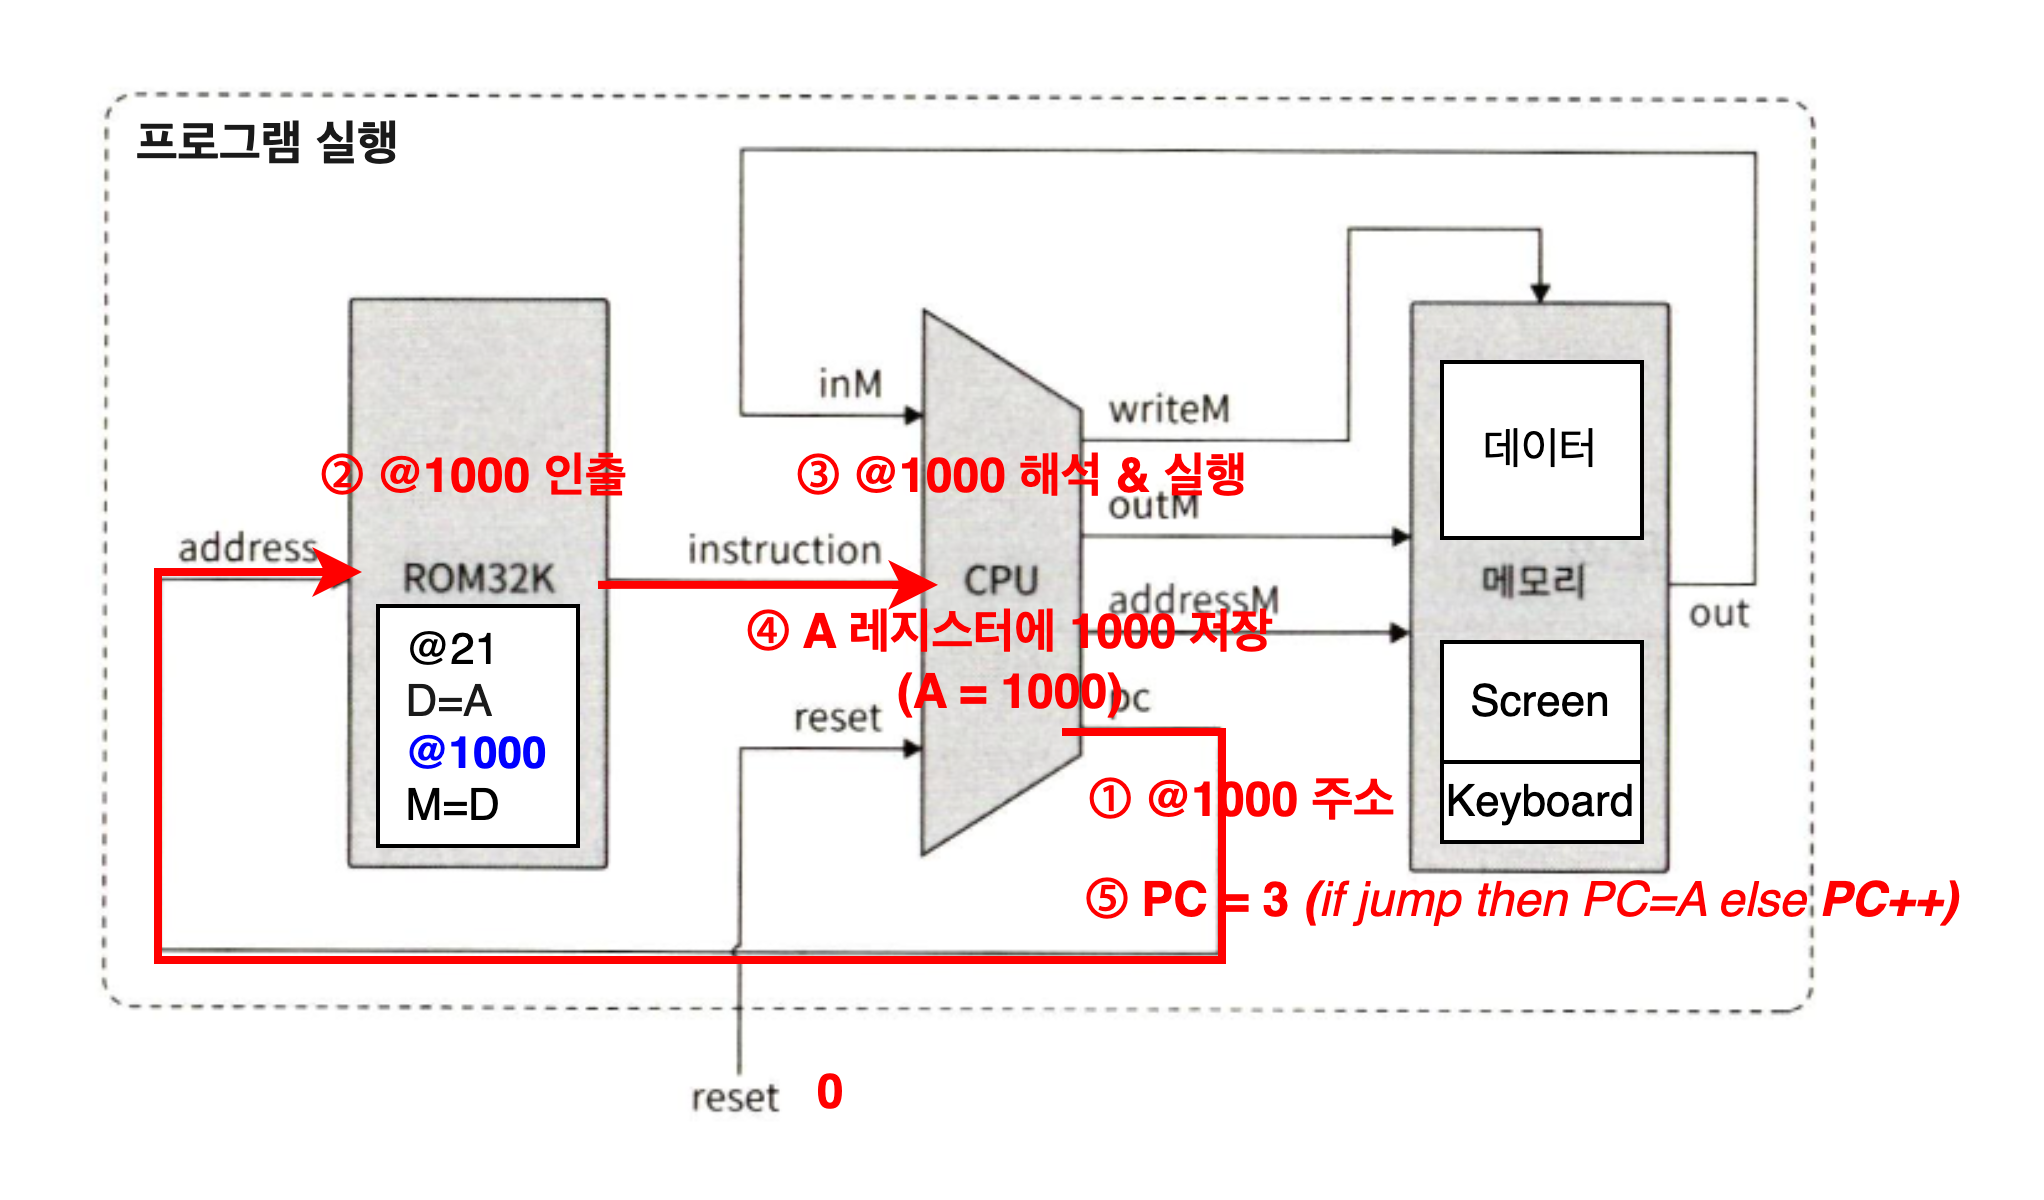 프로그램 실행
inM
writeM
데이터
② @1000 인출
③ @1000 해석 & 실행
outM
address
ROM32K
instruction
CPU
addressM
메모리
out
④ A 레지스터에 1000 저장
(A = 1000)
pc
@21
D=A
@1000
M=D
reset
Screen
Keyboard
① @1000 주소
⑤ PC = 3 (if jump then PC=A else PC++)
reset 0